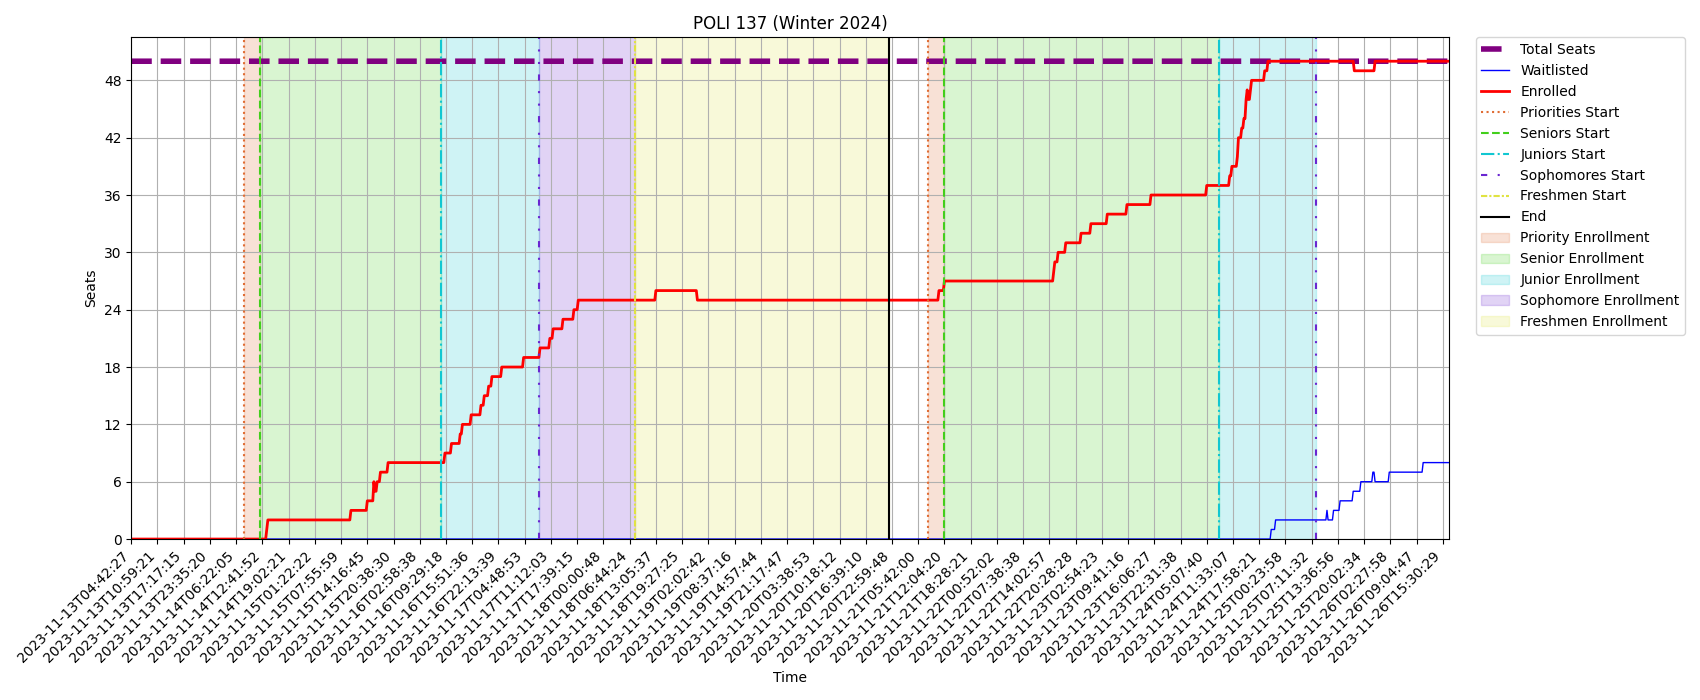 POLI 137 (Winter 2024)
Seats
48
42
36
30
24
18
12
6
0
2023-11-13T04:42:27
2023-11-13T10:59:21
2023-11-13T17:17:15
2023-11-13T23:35:20
2023-11-14T06:22:05
2023-11-14T12:41:52
2023-11-14T19:02:21
2023-11-15T01:22:22
2023-11-15T07:55:59
2023-11-15T14:16:45
2023-11-15T20:38:30
2023-11-16T02:58:38
2023-11-16T09:29:18
2023-11-16T15:51:36
2023-11-16T22:13:39
2023-11-17T04:48:53
2023-11-17T11:12:03
2023-11-17T17:39:15
2023-11-18T00:00:48
2023-11-18T06:44:24
2023-11-18T13:05:37
2023-11-18T19:27:25
2023-11-19T02:02:42
2023-11-19T08:37:16
2023-11-19T14:57:44
2023-11-19T21:17:47
2023-11-20T03:38:53
2023-11-20T10:18:12
2023-11-20T16:39:10
2023-11-20T22:59:48
2023-11-21T05:42:00
2023-11-21T12:04:20
2023-11-21T18:28:21
2023-11-22T00:52:02
2023-11-22T07:38:38
2023-11-22T14:02:57
2023-11-22T20:28:28
2023-11-23T02:54:23
2023-11-23T09:41:16
2023-11-23T16:06:27
2023-11-23T22:31:38
2023-11-24T05:07:40
2023-11-24T11:33:07
2023-11-24T17:58:21
2023-11-25T00:23:58
2023-11-25T07:11:32
2023-11-25T13:36:56
2023-11-25T20:02:34
2023-11-26T02:27:58
2023-11-26T09:04:47
2023-11-26T15:30:29
Time
Total Seats
Waitlisted
Enrolled
Priorities Start
Seniors Start
Juniors Start
Sophomores Start
Freshmen Start
End
Priority Enrollment
Senior Enrollment
Junior Enrollment
Sophomore Enrollment
Freshmen Enrollment